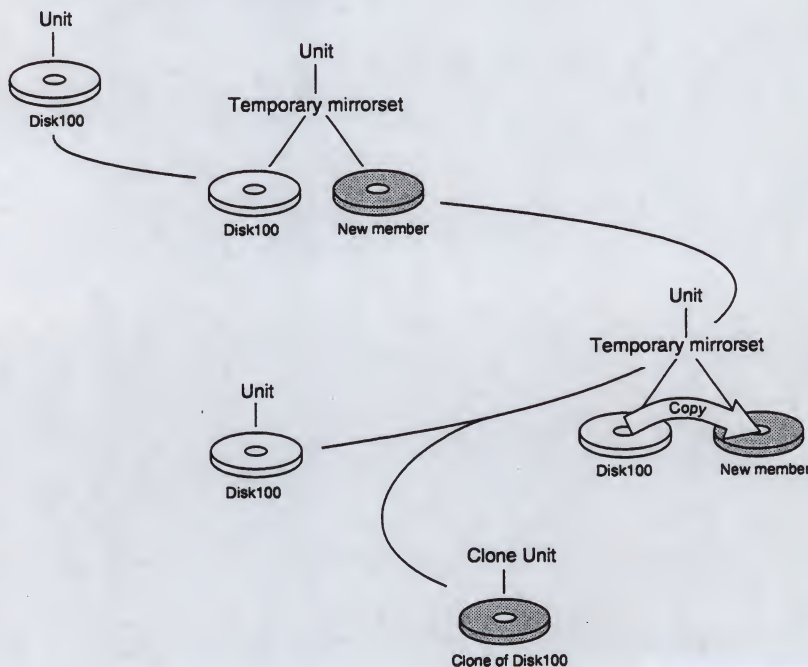 Unit
Disk100
Unit
Temporary mirrorset
Disk100
New member
Unit
Temporary mirrorset
Copy
Disk100
New member
Unit
Disk100
Clone Unit
Clone of Disk100